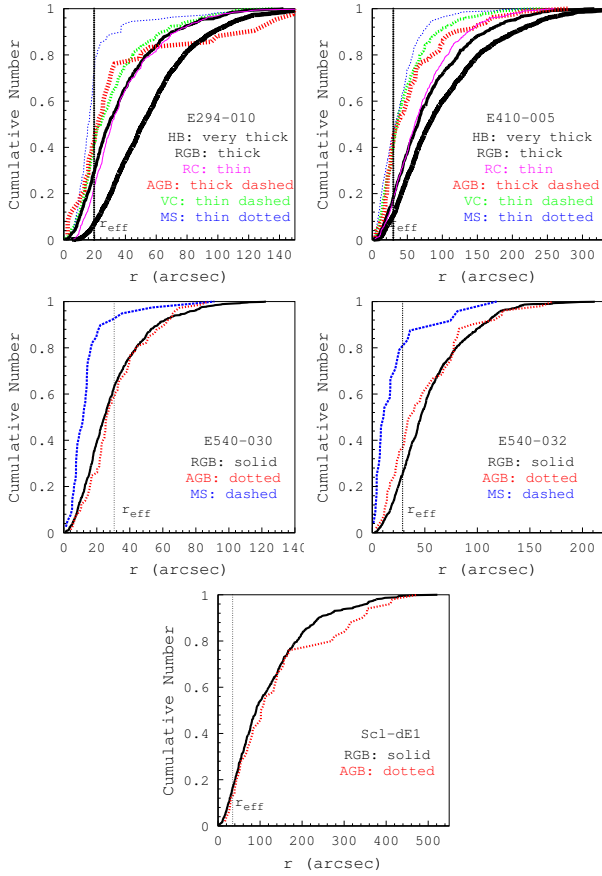 1
0.8
0.6
0.4
0.2
0
Cumulative Number
E294-010
HB: very thick
RGB: thick
RC: thin
AGB: thick dashed
VC: thin dashed
MS: thin dotted
r_eff
0 20 40 60 80 100 120 140
r (arcsec)
1
0.8
0.6
0.4
0.2
0
Cumulative Number
E410-005
HB: very thick
RGB: thick
RC: thin
AGB: thick dashed
VC: thin dashed
MS: thin dotted
r_eff
0 50 100 150 200 250 300
r (arcsec)
1
0.8
0.6
0.4
0.2
0
Cumulative Number
E540-030
RGB: solid
AGB: dotted
MS: dashed
r_eff
0 20 40 60 80 100 120 14
r (arcsec)
1
0.8
0.6
0.4
0.2
0
Cumulative Number
E540-032
RGB: solid
AGB: dotted
MS: dashed
r_eff
0 50 100 150 200
r (arcsec)
1
0.8
0.6
0.4
0.2
0
Cumulative Number
Scl-dE1
RGB: solid
AGB: dotted
r_eff
0 100 200 300 400 500
r (arcsec)